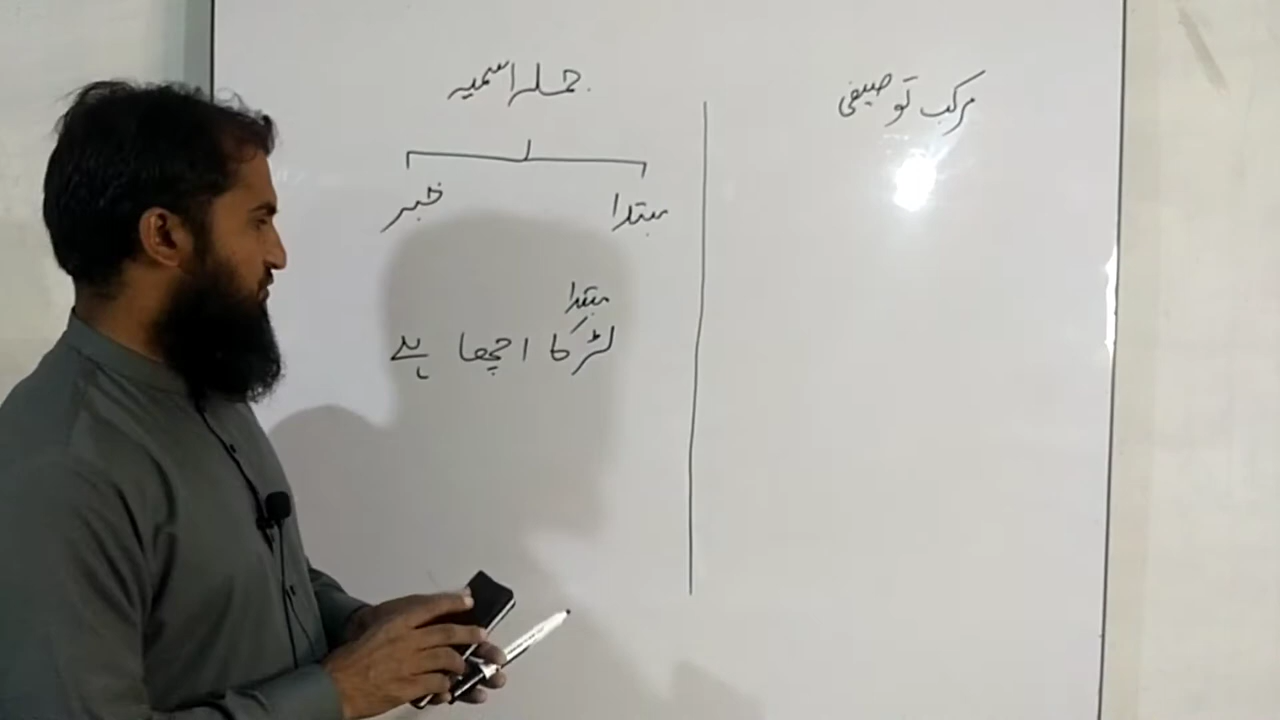 مرکب توصیفی
جملہ اسمیہ
مبتدا خبر
مبتدا
لڑکا اچھا ہے